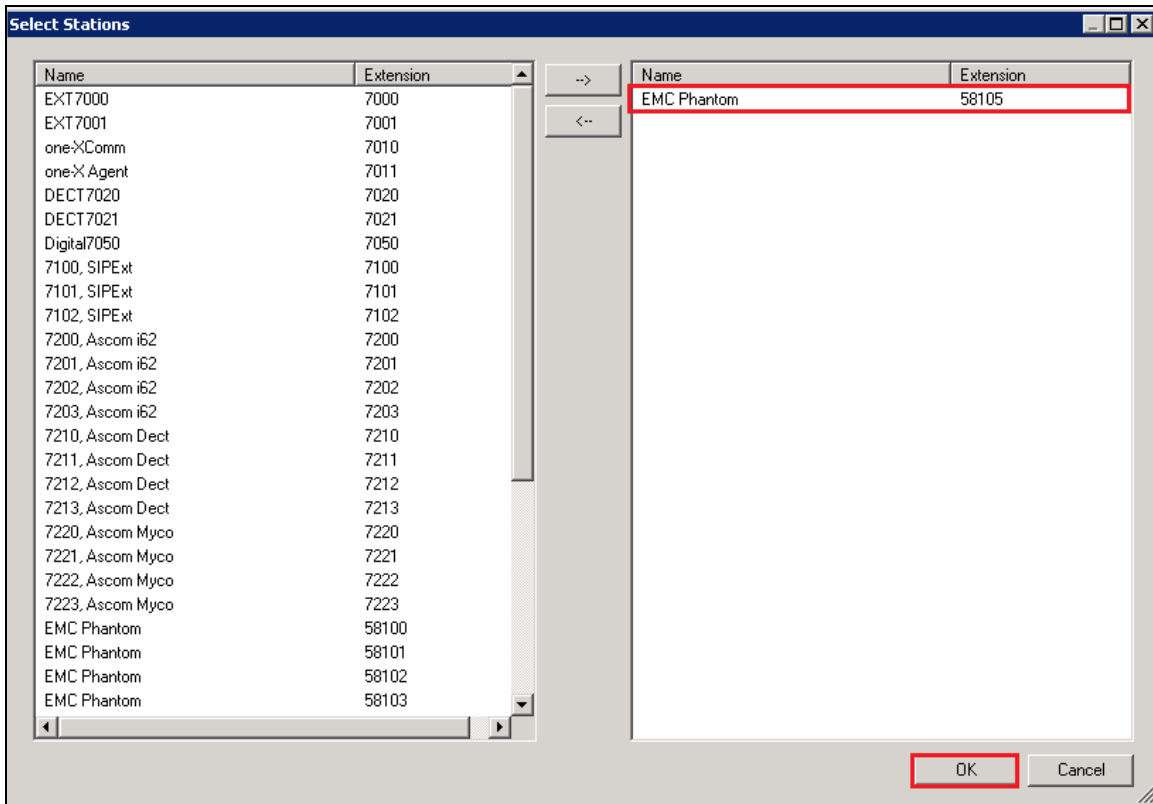 Select Stations
Name Extension
EXT7000 7000
EXT7001 7001
one-XComm 7010
one-X Agent 7011
DECT7020 7020
DECT7021 7021
Digital7050 7050
7100, SIPExt 7100
7101, SIPExt 7101
7102, SIPExt 7102
7200, Ascom i62 7200
7201, Ascom i62 7201
7202, Ascom i62 7202
7203, Ascom i62 7203
7210, Ascom Dect 7210
7211, Ascom Dect 7211
7212, Ascom Dect 7212
7213, Ascom Dect 7213
7220, Ascom Myco 7220
7221, Ascom Myco 7221
7222, Ascom Myco 7222
7223, Ascom Myco 7223
EMC Phantom 58100
EMC Phantom 58101
EMC Phantom 58102
EMC Phantom 58103
-->
<--
Name Extension
EMC Phantom 58105
OK Cancel